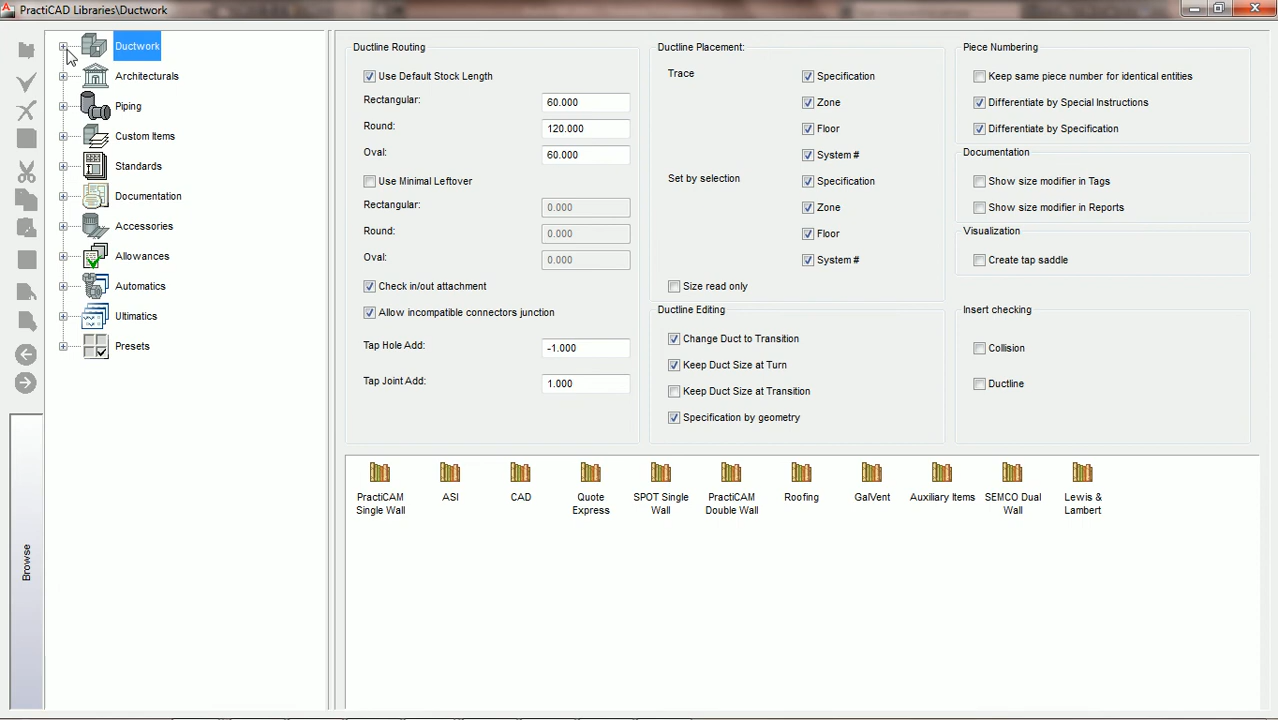 PractiCAD Libraries\Ductwork
Ductwork
Architecturals
Piping
Custom Items
Standards
Documentation
Accessories
Allowances
Automatics
Ultimatics
Presets
Browse
Ductline Routing
Use Default Stock Length
Rectangular: 60.000
Round: 120.000
Oval: 60.000
Use Minimal Leftover
Rectangular: 0.000
Round: 0.000
Oval: 0.000
Check in/out attachment
Allow incompatible connectors junction
Tap Hole Add: -1.000
Tap Joint Add: 1.000
Ductline Placement:
Trace
Specification
Zone
Floor
System #
Set by selection
Specification
Zone
Floor
System #
Size read only
Ductline Editing
Change Duct to Transition
Keep Duct Size at Turn
Keep Duct Size at Transition
Specification by geometry
Piece Numbering
Keep same piece number for identical entities
Differentiate by Special Instructions
Differentiate by Specification
Documentation
Show size modifier in Tags
Show size modifier in Reports
Visualization
Create tap saddle
Insert checking
Collision
Ductline
PractiCAM
Single Wall
ASI
CAD
Quote
Express
SPOT Single
Wall
PractiCAM
Double Wall
Roofing
GalVent
Auxiliary Items
SEMCO Dual
Wall
Lewis &
Lambert